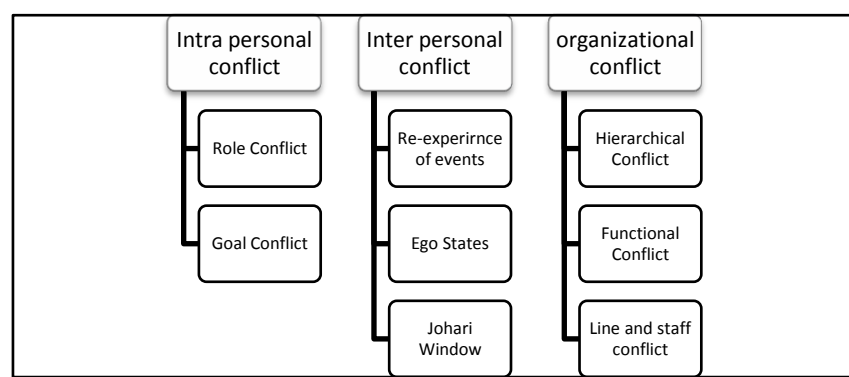 Intra personal
conflict
Role Conflict
Goal Conflict
Inter personal
conflict
Re-experirnce
of events
Ego States
Johari
Window
organizational
conflict
Hierarchical
Conflict
Functional
Conflict
Line and staff
conflict